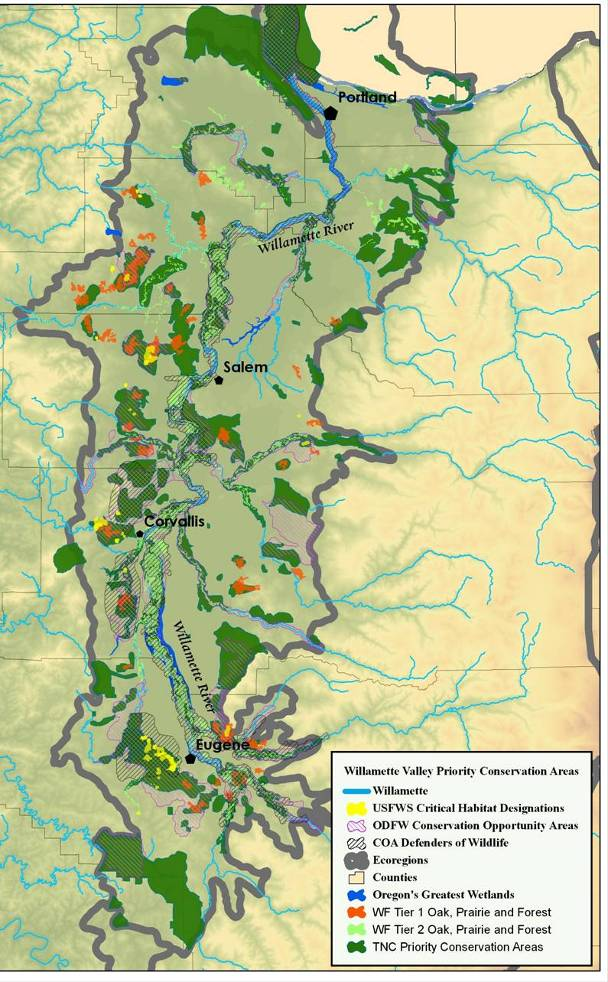 Portland
Willamette River
Salem
Corvallis
Willamette River
Eugene
Willamette Valley Priority Conservation Areas
Willamette
USFWS Critical Habitat Designations
ODFW Conservation Opportunity Areas
COA Defenders of Wildlife
Ecoregions
Counties
Oregon's Greatest Wetlands
WF Tier 1 Oak, Prairie and Forest
WF Tier 2 Oak, Prairie and Forest
TNC Priority Conservation Areas